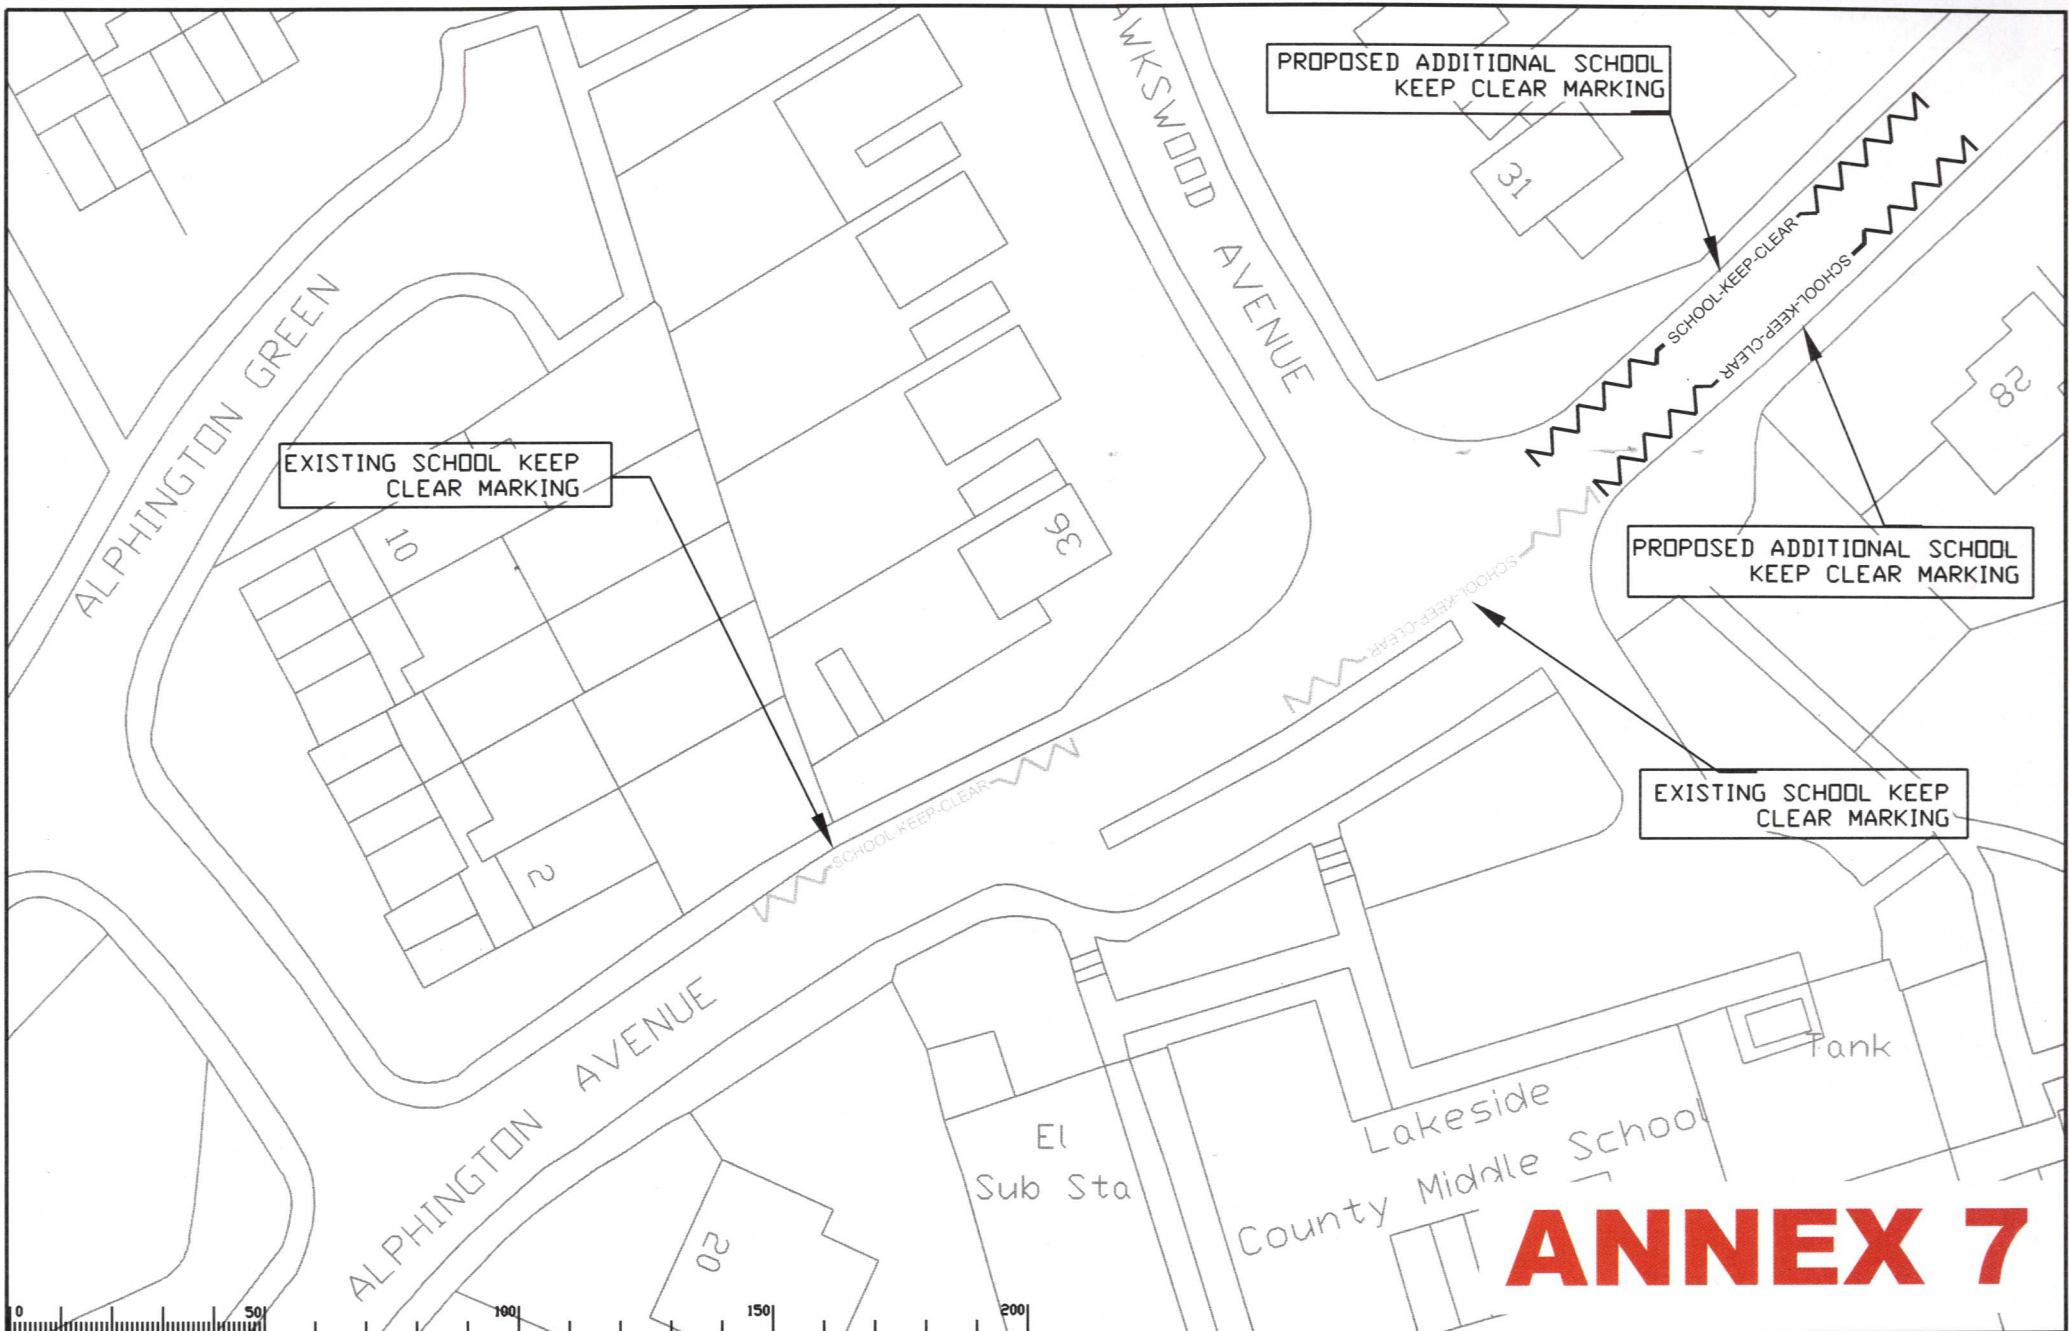 PROPOSED ADDITIONAL SCHOOL
KEEP CLEAR MARKING
AWKSWOOD AVENUE
31
SCHOOL-KEEP-CLEAR
SCHOOL-KEEP-CLEAR
28
ALPHINGTON GREEN
EXISTING SCHOOL KEEP
CLEAR MARKING
10
36
PROPOSED ADDITIONAL SCHOOL
KEEP CLEAR MARKING
SCHOOL-KEEP-CLEAR
EXISTING SCHOOL KEEP
CLEAR MARKING
SCHOOL-KEEP-CLEAR
2
ALPHINGTON AVENUE
Tank
Lakeside
County Middle School
El
Sub Sta
20
ANNEX 7
0 50 100 150 200